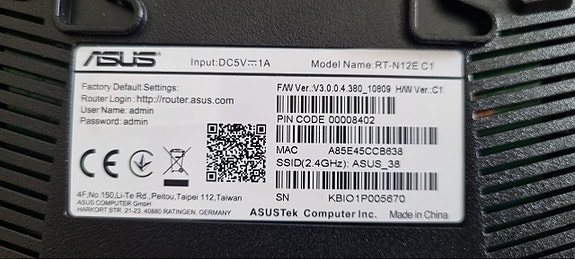 ASUS Input:DC5V⎓1A Model Name:RT-N12E C1
Factory Default Settings:
Router Login : http://router.asus.com
User Name: admin
Password: admin
F/W Ver.:V3.0.0.4.380_10809 H/W Ver.:C1
PIN CODE 00008402
MAC A85E45CCB638
SSID(2.4GHz): ASUS_38
SN KBIO1P005670
4F,No.150,Li-Te Rd.,Peitou,Taipei 112,Taiwan
ASUS COMPUTER GmbH
HARKORT STR. 21-23, 40880 RATINGEN, GERMANY
ASUSTek Computer Inc. Made in China